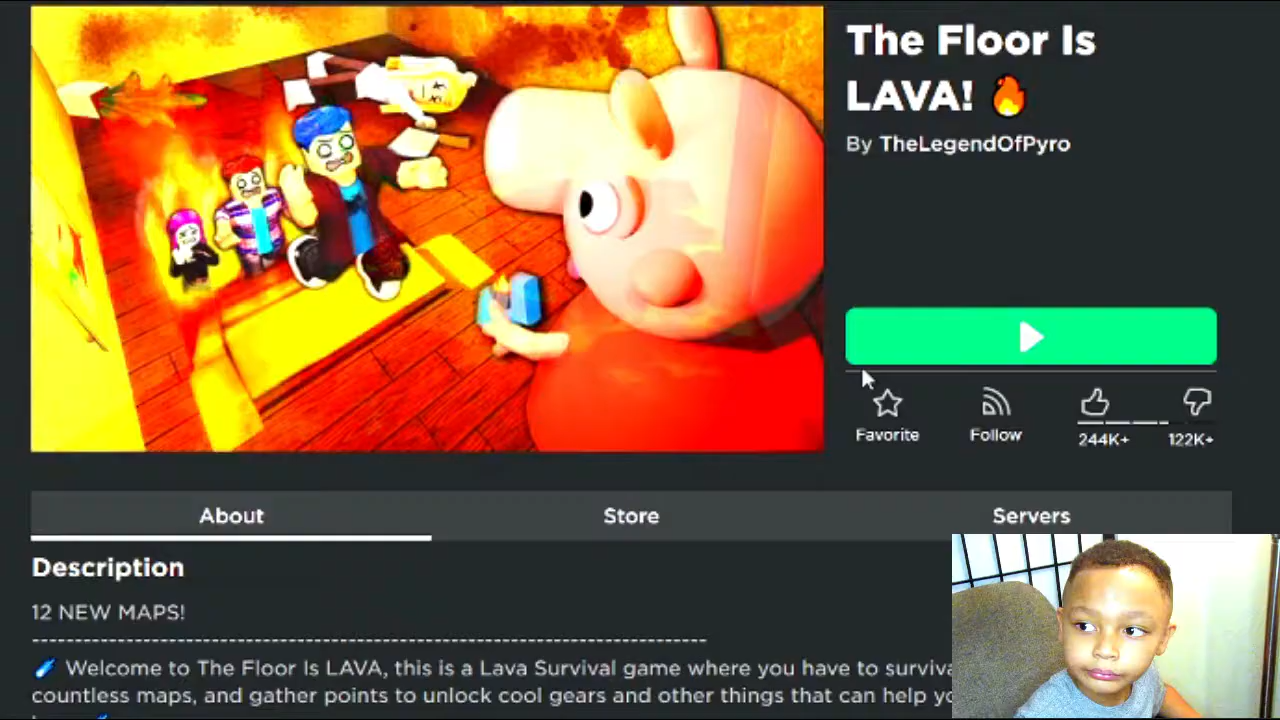 The Floor Is
LAVA! 🔥
By TheLegendOfPyro
Favorite
Follow
244K+
122K+
About
Store
Servers
Description
12 NEW MAPS!
--------------------------------------------------------------------------------
Welcome to The Floor Is LAVA, this is a Lava Survival game where you have to
countless maps, and gather points to unlock cool gears and other things that can help